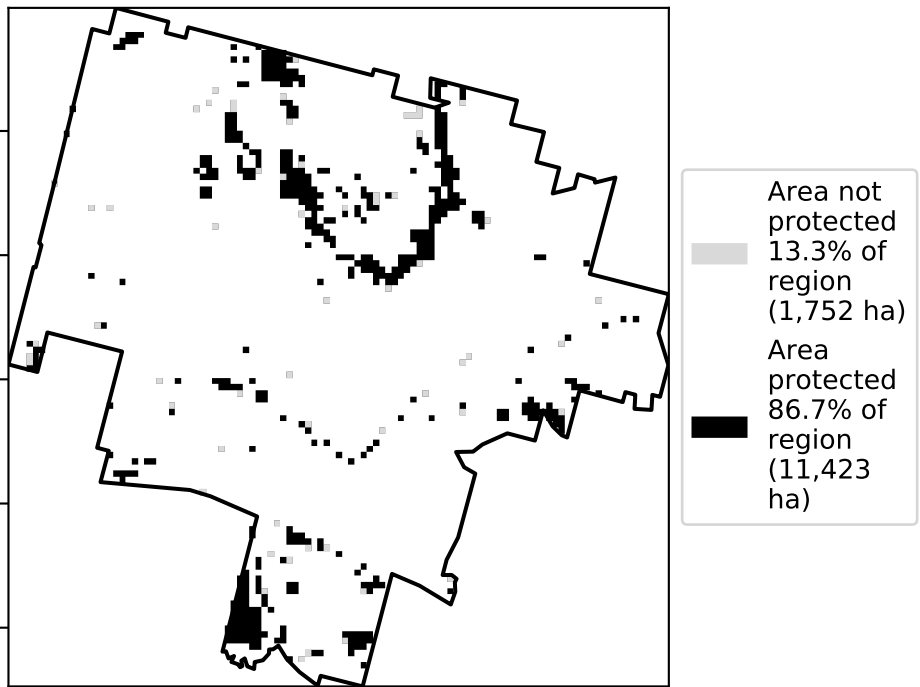 Area not
protected
13.3% of
region
(1,752 ha)
Area
protected
86.7% of
region
(11,423
ha)